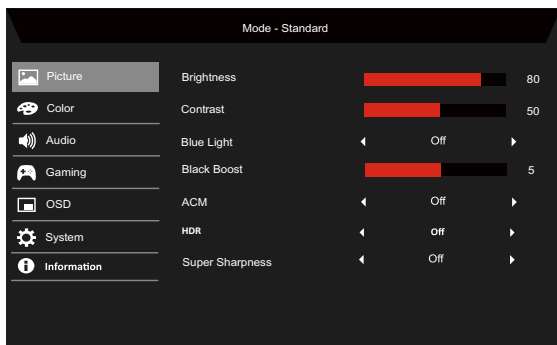 Mode - Standard
Picture
Brightness 80
Color
Contrast 50
Audio
Blue Light Off
Gaming
Black Boost 5
OSD
ACM Off
System
HDR Off
Information
Super Sharpness Off